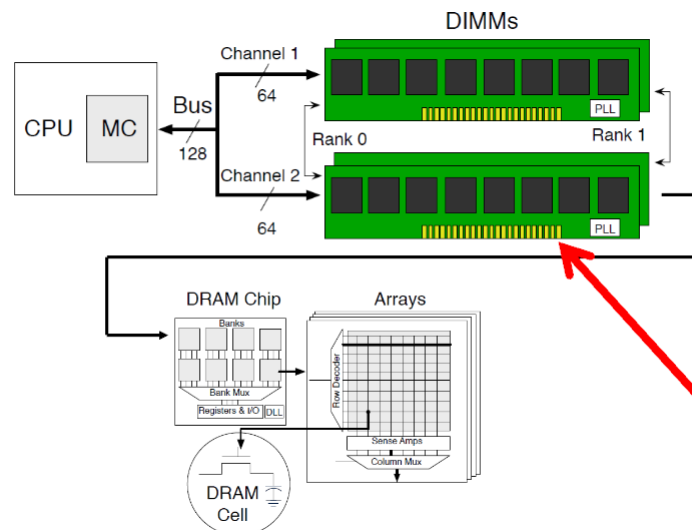 DIMMs
Channel 1
64
PLL
CPU
MC
Bus
128
Rank 0
Rank 1
Channel 2
64
PLL
DRAM Chip
Arrays
Banks
Bank Mux
Registers & I/O
DLL
Row Decoder
Sense Amps
Column Mux
DRAM
Cell